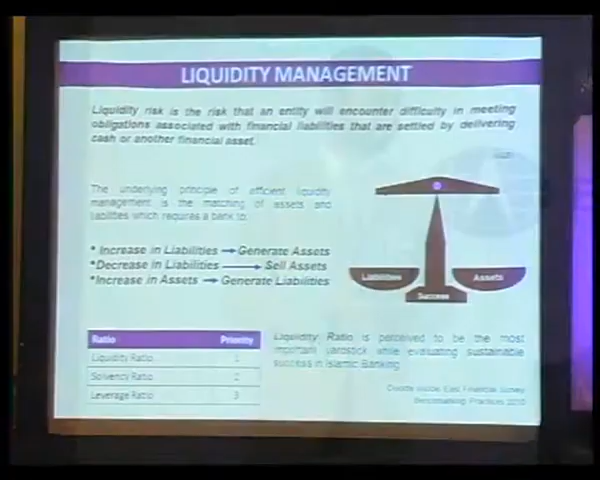 LIQUIDITY MANAGEMENT
Liquidity risk is the risk that an entity will encounter difficulty in meeting
obligations associated with financial liabilities that are settled by delivering
cash or another financial asset.
The underlying principle of efficient liquidity
management is the matching of assets and
liabilities which requires a bank to:
* Increase in Liabilities → Generate Assets
* Decrease in Liabilities → Sell Assets
* Increase in Assets → Generate Liabilities
Liabilities
Assets
Success
Ratio Priority
Liquidity Ratio 1
Solvency Ratio 2
Leverage Ratio 3
Liquidity Ratio is perceived to be the most
important yardstick while evaluating sustainable
success in Islamic Banking
Deloitte Middle East Financial Survey
Benchmarking Practices 2010